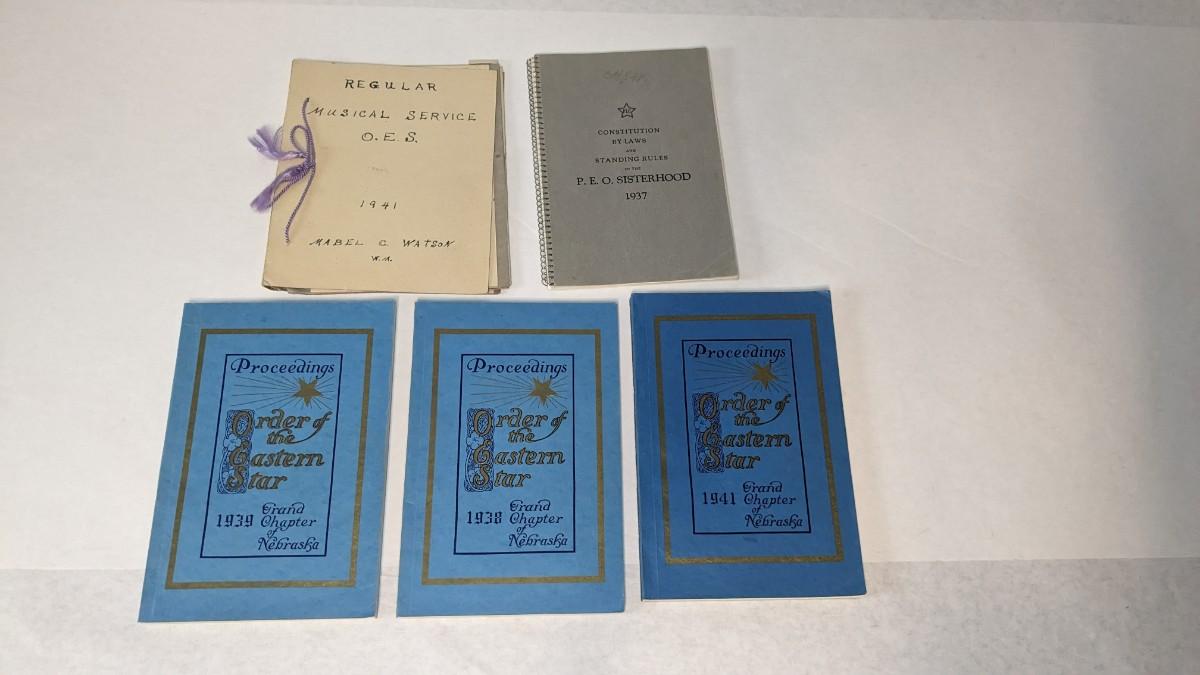 REGULAR
MUSICAL SERVICE
O.E.S.
1941
MABEL C. WATSON
W.M.
CONSTITUTION
BY-LAWS
AND
STANDING RULES
OF THE
P. E. O. SISTERHOOD
1937
Proceedings
Order of
the
Eastern
Star
1939 Grand
Chapter
of
Nebraska
Proceedings
Order of
the
Eastern
Star
1938 Grand
Chapter
of
Nebraska
Proceedings
Order of
the
Eastern
Star
1941 Grand
Chapter
of
Nebraska